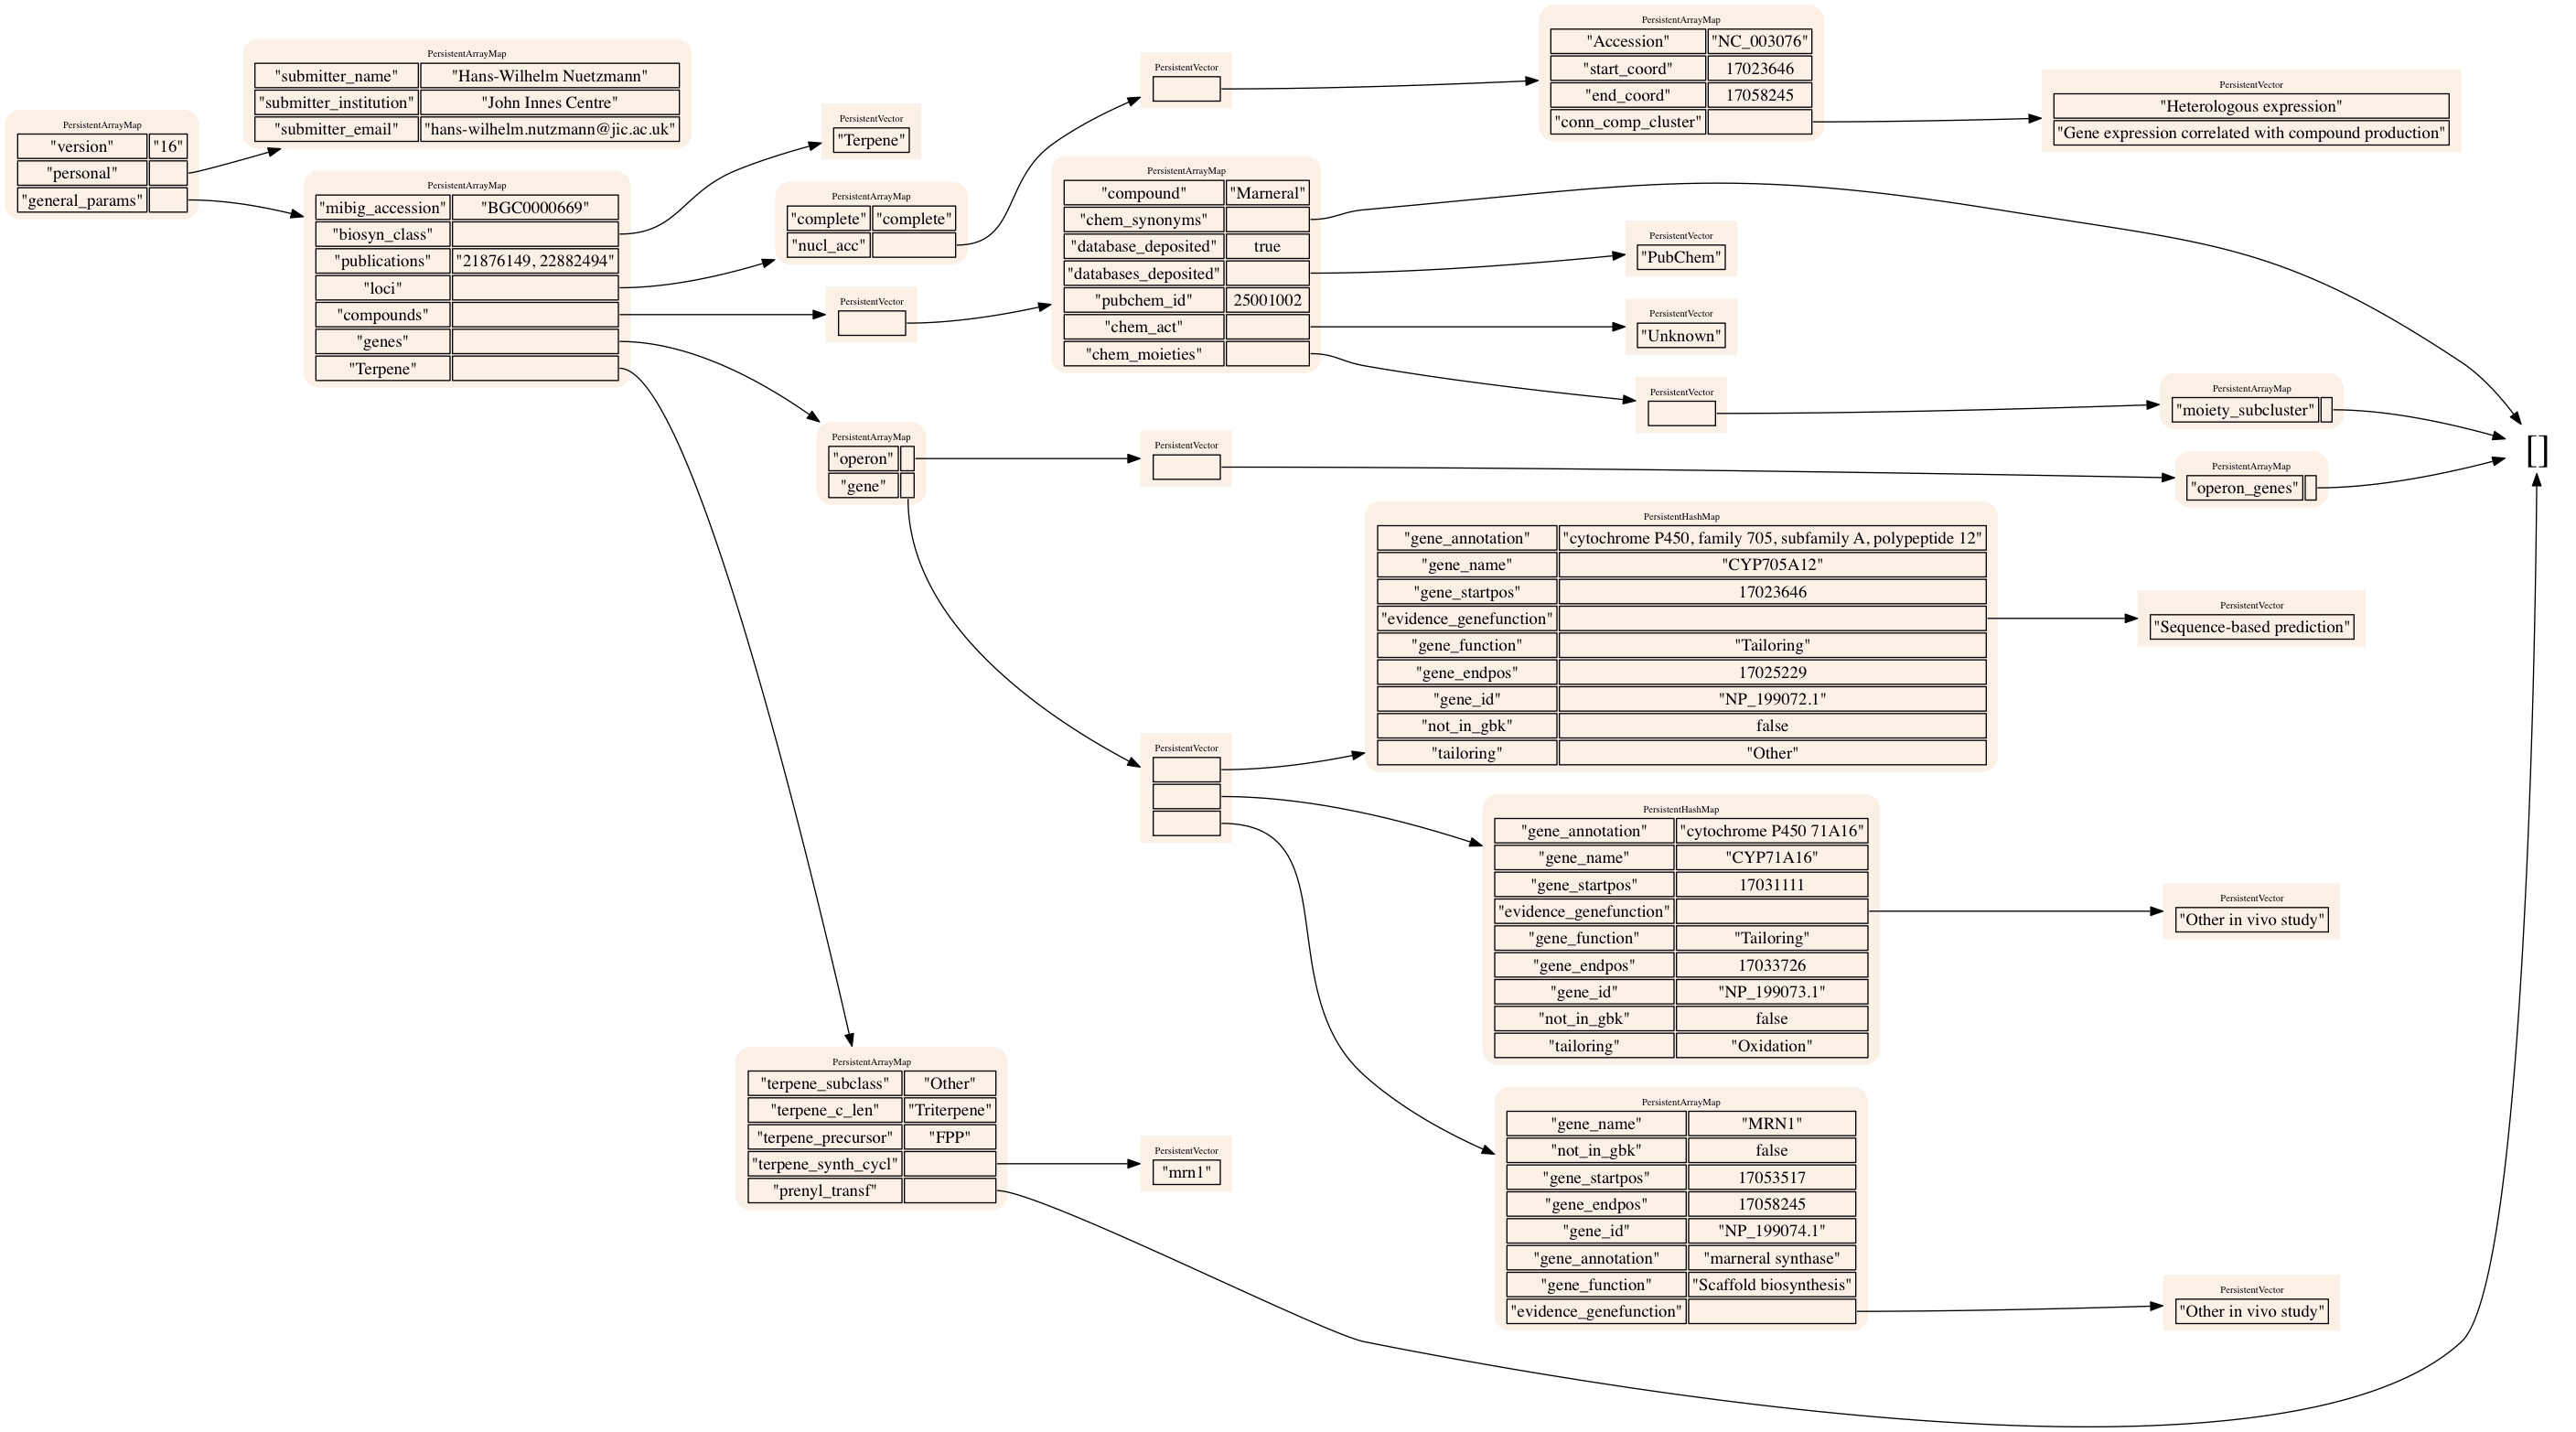 PersistentArrayMap
"version" "16"
"personal"
"general_params"
PersistentArrayMap
"submitter_name" "Hans-Wilhelm Nuetzmann"
"submitter_institution" "John Innes Centre"
"submitter_email" "hans-wilhelm.nutzmann@jic.ac.uk"
PersistentArrayMap
"mibig_accession" "BGC0000669"
"biosyn_class"
"publications" "21876149, 22882494"
"loci"
"compounds"
"genes"
"Terpene"
PersistentVector
"Terpene"
PersistentArrayMap
"complete" "complete"
"nucl_acc"
PersistentVector
PersistentVector
PersistentArrayMap
"Accession" "NC_003076"
"start_coord" 17023646
"end_coord" 17058245
"conn_comp_cluster"
PersistentVector
"Heterologous expression"
"Gene expression correlated with compound production"
PersistentArrayMap
"compound" "Marneral"
"chem_synonyms"
"database_deposited" true
"databases_deposited"
"pubchem_id" 25001002
"chem_act"
"chem_moieties"
PersistentVector
"PubChem"
PersistentVector
"Unknown"
PersistentVector
PersistentArrayMap
"moiety_subcluster"
[]
PersistentArrayMap
"operon"
"gene"
PersistentVector
PersistentArrayMap
"operon_genes"
PersistentVector
PersistentHashMap
"gene_annotation" "cytochrome P450, family 705, subfamily A, polypeptide 12"
"gene_name" "CYP705A12"
"gene_startpos" 17023646
"evidence_genefunction"
"gene_function" "Tailoring"
"gene_endpos" 17025229
"gene_id" "NP_199072.1"
"not_in_gbk" false
"tailoring" "Other"
PersistentVector
"Sequence-based prediction"
PersistentHashMap
"gene_annotation" "cytochrome P450 71A16"
"gene_name" "CYP71A16"
"gene_startpos" 17031111
"evidence_genefunction"
"gene_function" "Tailoring"
"gene_endpos" 17033726
"gene_id" "NP_199073.1"
"not_in_gbk" false
"tailoring" "Oxidation"
PersistentVector
"Other in vivo study"
PersistentArrayMap
"terpene_subclass" "Other"
"terpene_c_len" "Triterpene"
"terpene_precursor" "FPP"
"terpene_synth_cycl"
"prenyl_transf"
PersistentVector
"mrn1"
PersistentArrayMap
"gene_name" "MRN1"
"not_in_gbk" false
"gene_startpos" 17053517
"gene_endpos" 17058245
"gene_id" "NP_199074.1"
"gene_annotation" "marneral synthase"
"gene_function" "Scaffold biosynthesis"
"evidence_genefunction"
PersistentVector
"Other in vivo study"